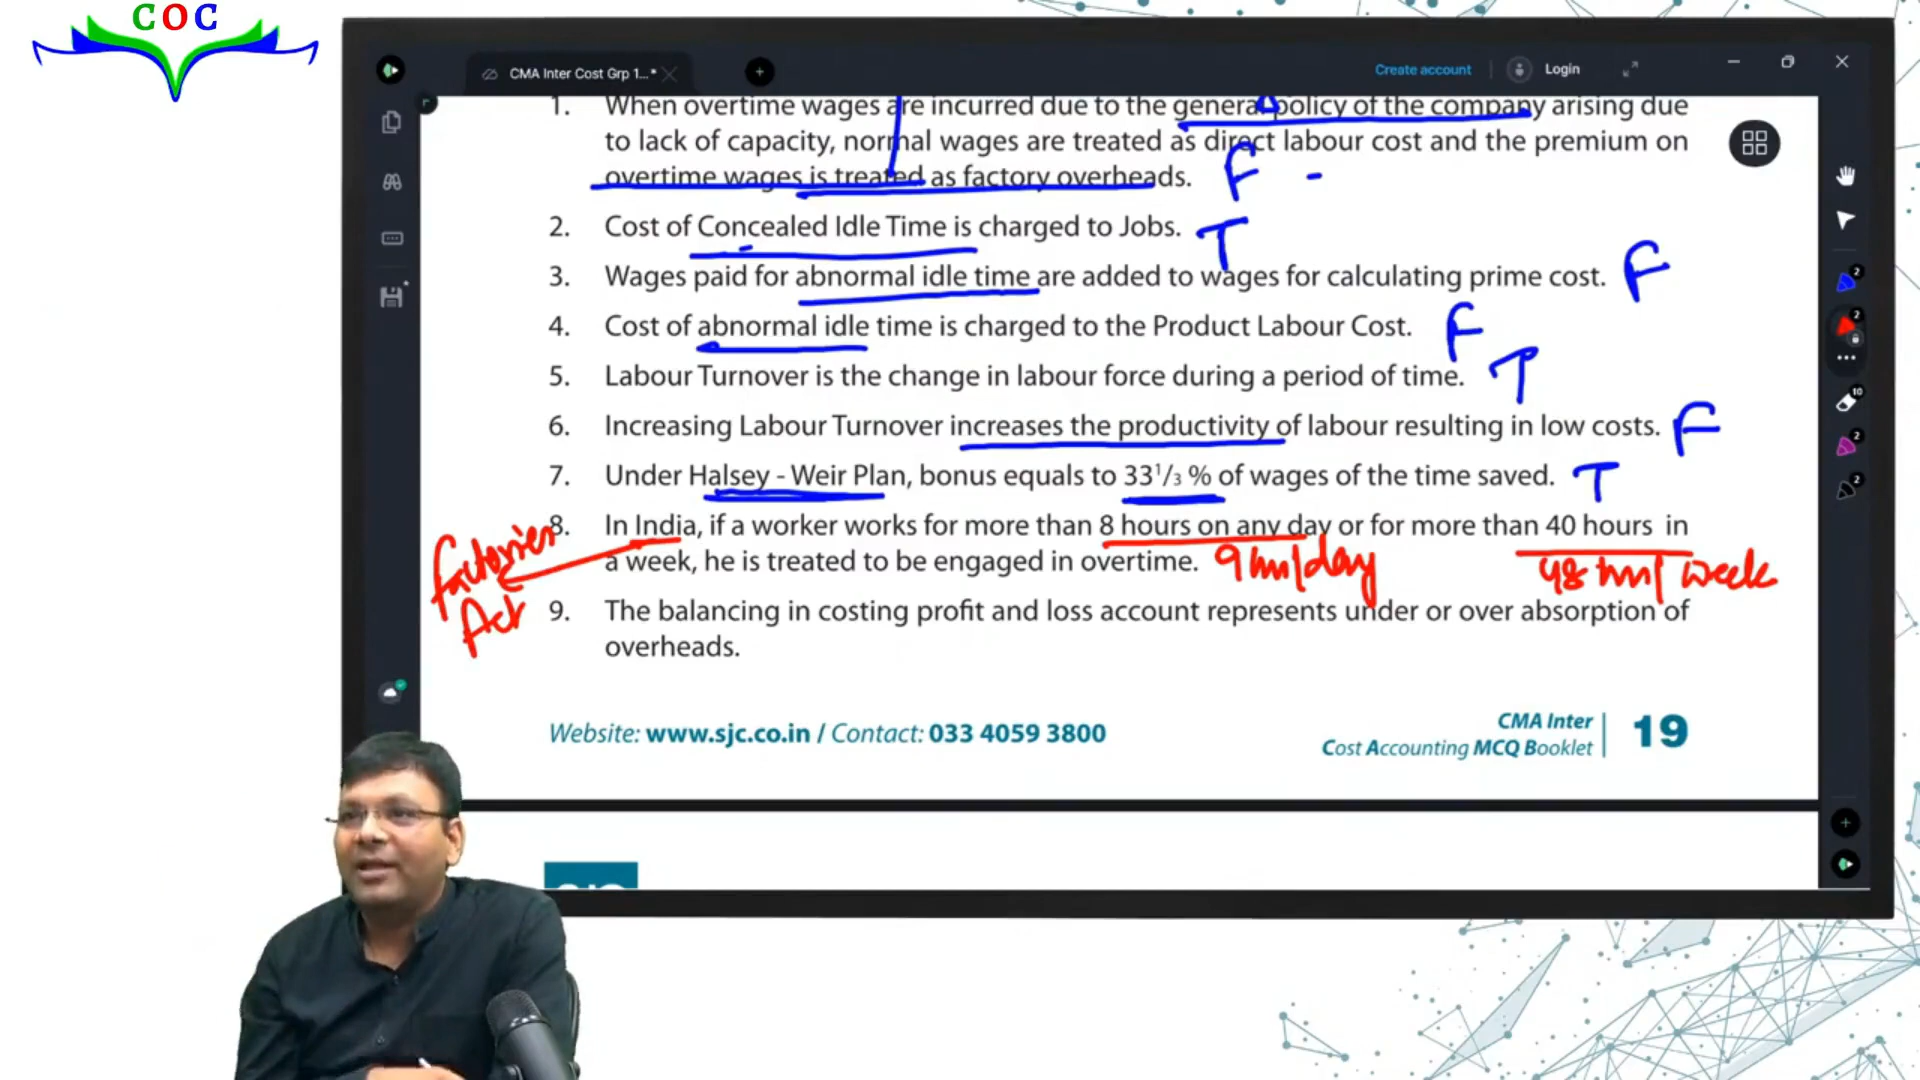 COC
CMA Inter Cost Grp 1...*
Create account
Login
1. When overtime wages are incurred due to the general policy of the company arising due
to lack of capacity, normal wages are treated as direct labour cost and the premium on
overtime wages is treated as factory overheads. F -
2. Cost of Concealed Idle Time is charged to Jobs. T
3. Wages paid for abnormal idle time are added to wages for calculating prime cost. F
4. Cost of abnormal idle time is charged to the Product Labour Cost. F
5. Labour Turnover is the change in labour force during a period of time. T
6. Increasing Labour Turnover increases the productivity of labour resulting in low costs. F
7. Under Halsey - Weir Plan, bonus equals to 33 1/3 % of wages of the time saved. T
8. In India, if a worker works for more than 8 hours on any day or for more than 40 hours in
a week, he is treated to be engaged in overtime. 9 hrs/day 48 hrs/week
Factories
Act
9. The balancing in costing profit and loss account represents under or over absorption of
overheads.
Website: www.sjc.co.in / Contact: 033 4059 3800
CMA Inter
Cost Accounting MCQ Booklet
19
2
2
10
2
2